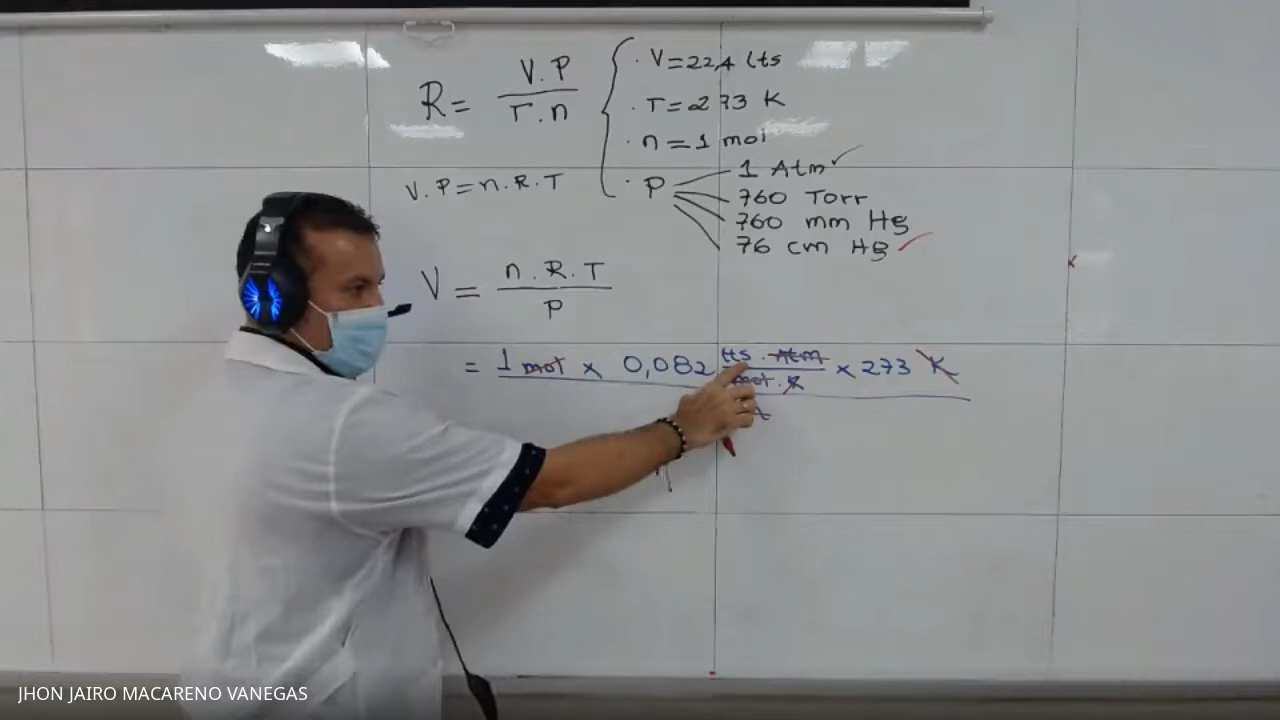 R = V.P / T.n
V = 22,4 lts
T = 273 K
n = 1 mol
P
1 Atm ✓
760 Torr
760 mm Hg
76 cm Hg ✓
V.P = n.R.T
V = n.R.T / P
= 1 mol x 0,082 lts.Atm / mol.K x 273 K
JHON JAIRO MACARENO VANEGAS